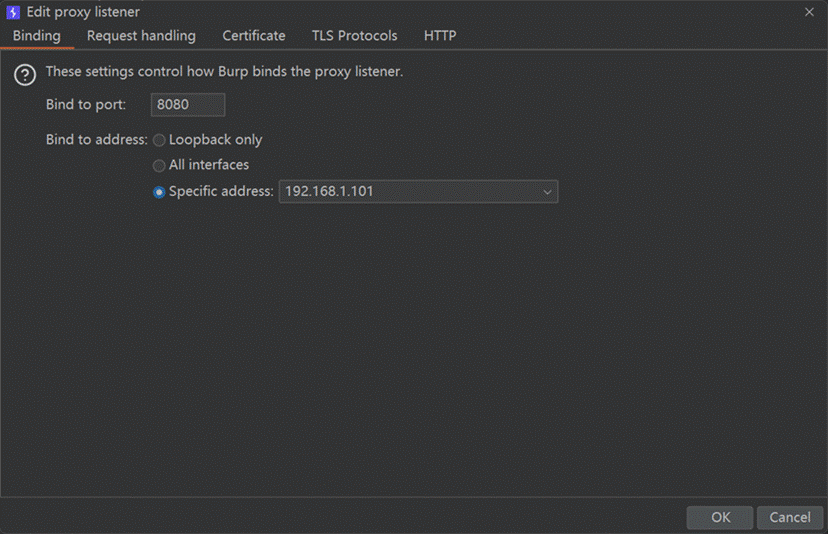 Edit proxy listener
Binding Request handling Certificate TLS Protocols HTTP
These settings control how Burp binds the proxy listener.
Bind to port: 8080
Bind to address: Loopback only
All interfaces
Specific address: 192.168.1.101
OK Cancel